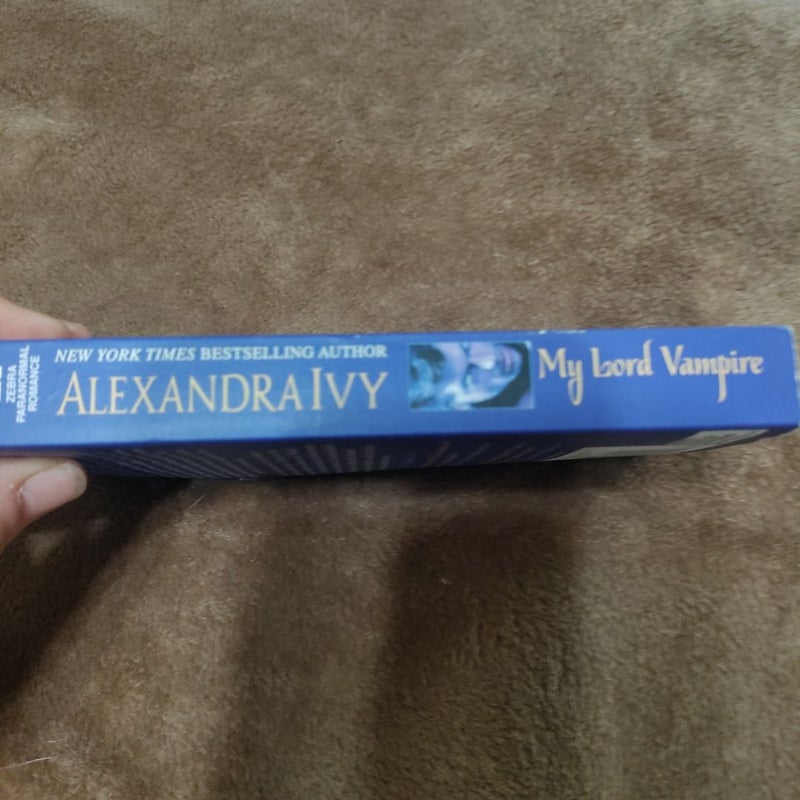 ZEBRA
PARANORMAL
ROMANCE
NEW YORK TIMES BESTSELLING AUTHOR
ALEXANDRA IVY
My Lord Vampire